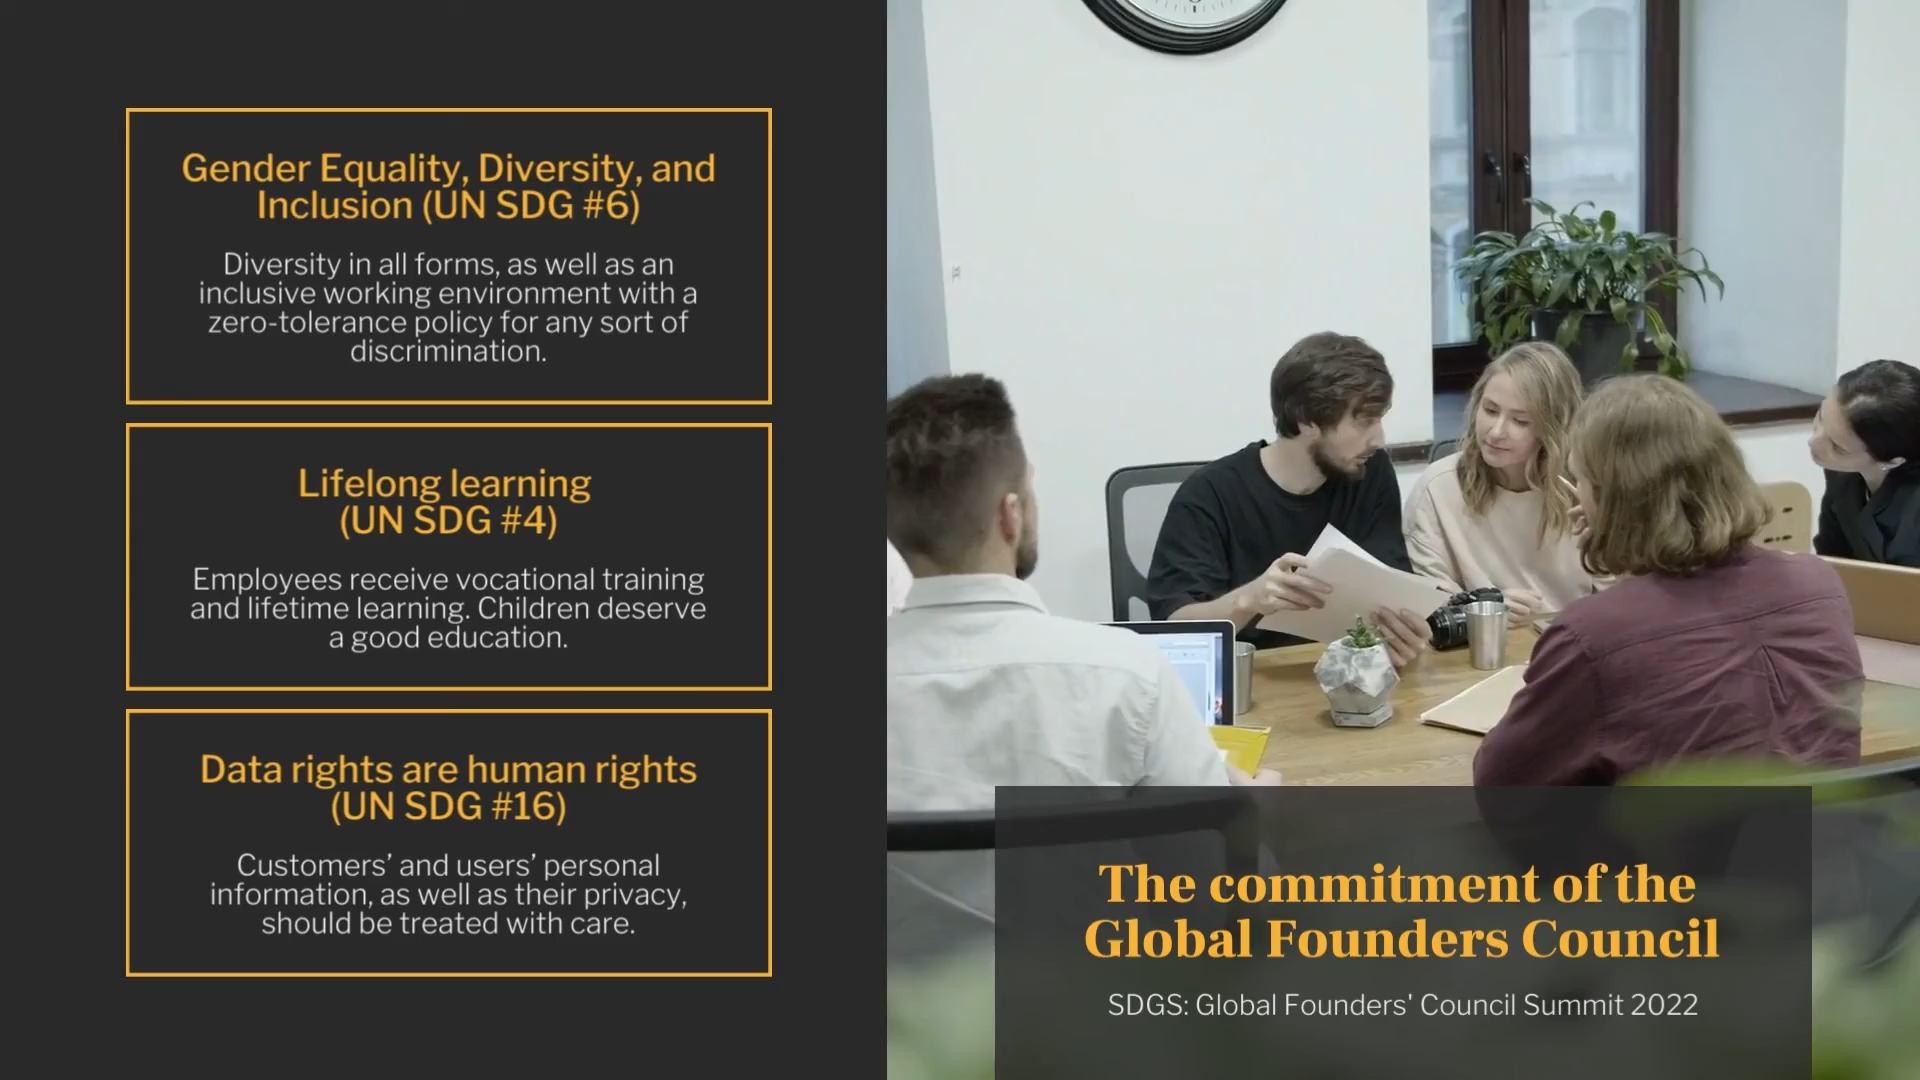 Gender Equality, Diversity, and
Inclusion (UN SDG #6)
Diversity in all forms, as well as an
inclusive working environment with a
zero-tolerance policy for any sort of
discrimination.
Lifelong learning
(UN SDG #4)
Employees receive vocational training
and lifetime learning. Children deserve
a good education.
Data rights are human rights
(UN SDG #16)
Customers’ and users’ personal
information, as well as their privacy,
should be treated with care.
The commitment of the
Global Founders Council
SDGS: Global Founders' Council Summit 2022